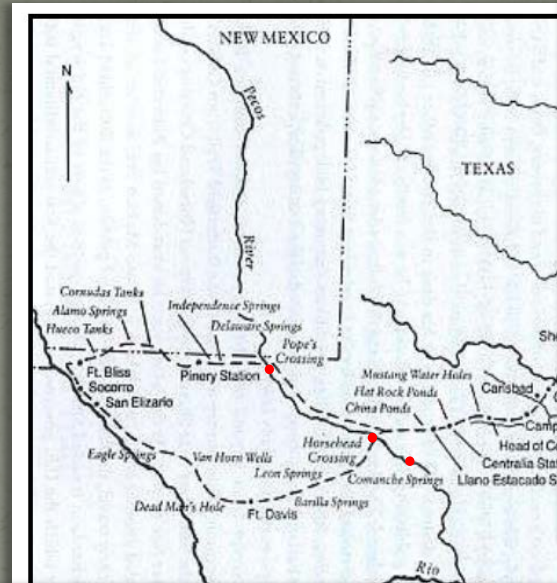 NEW MEXICO
N
Pecos
TEXAS
River
Cornudas Tanks
Alamo Springs
Independence Springs
Hueco Tanks
Delaware Springs
Pope's
Crossing
Ft. Bliss
Pinery Station
Mustang Water Holes
Socorro
Flat Rock Ponds
Carlsbad
San Elizario
China Ponds
Camp
Horsehead
Crossing
Head of
Eagle Springs
Van Horn Wells
Centralia
Leon Springs
Comanche Springs
Llano Estacado
Barilla Springs
Dead Man's Hole
Ft. Davis
Rio